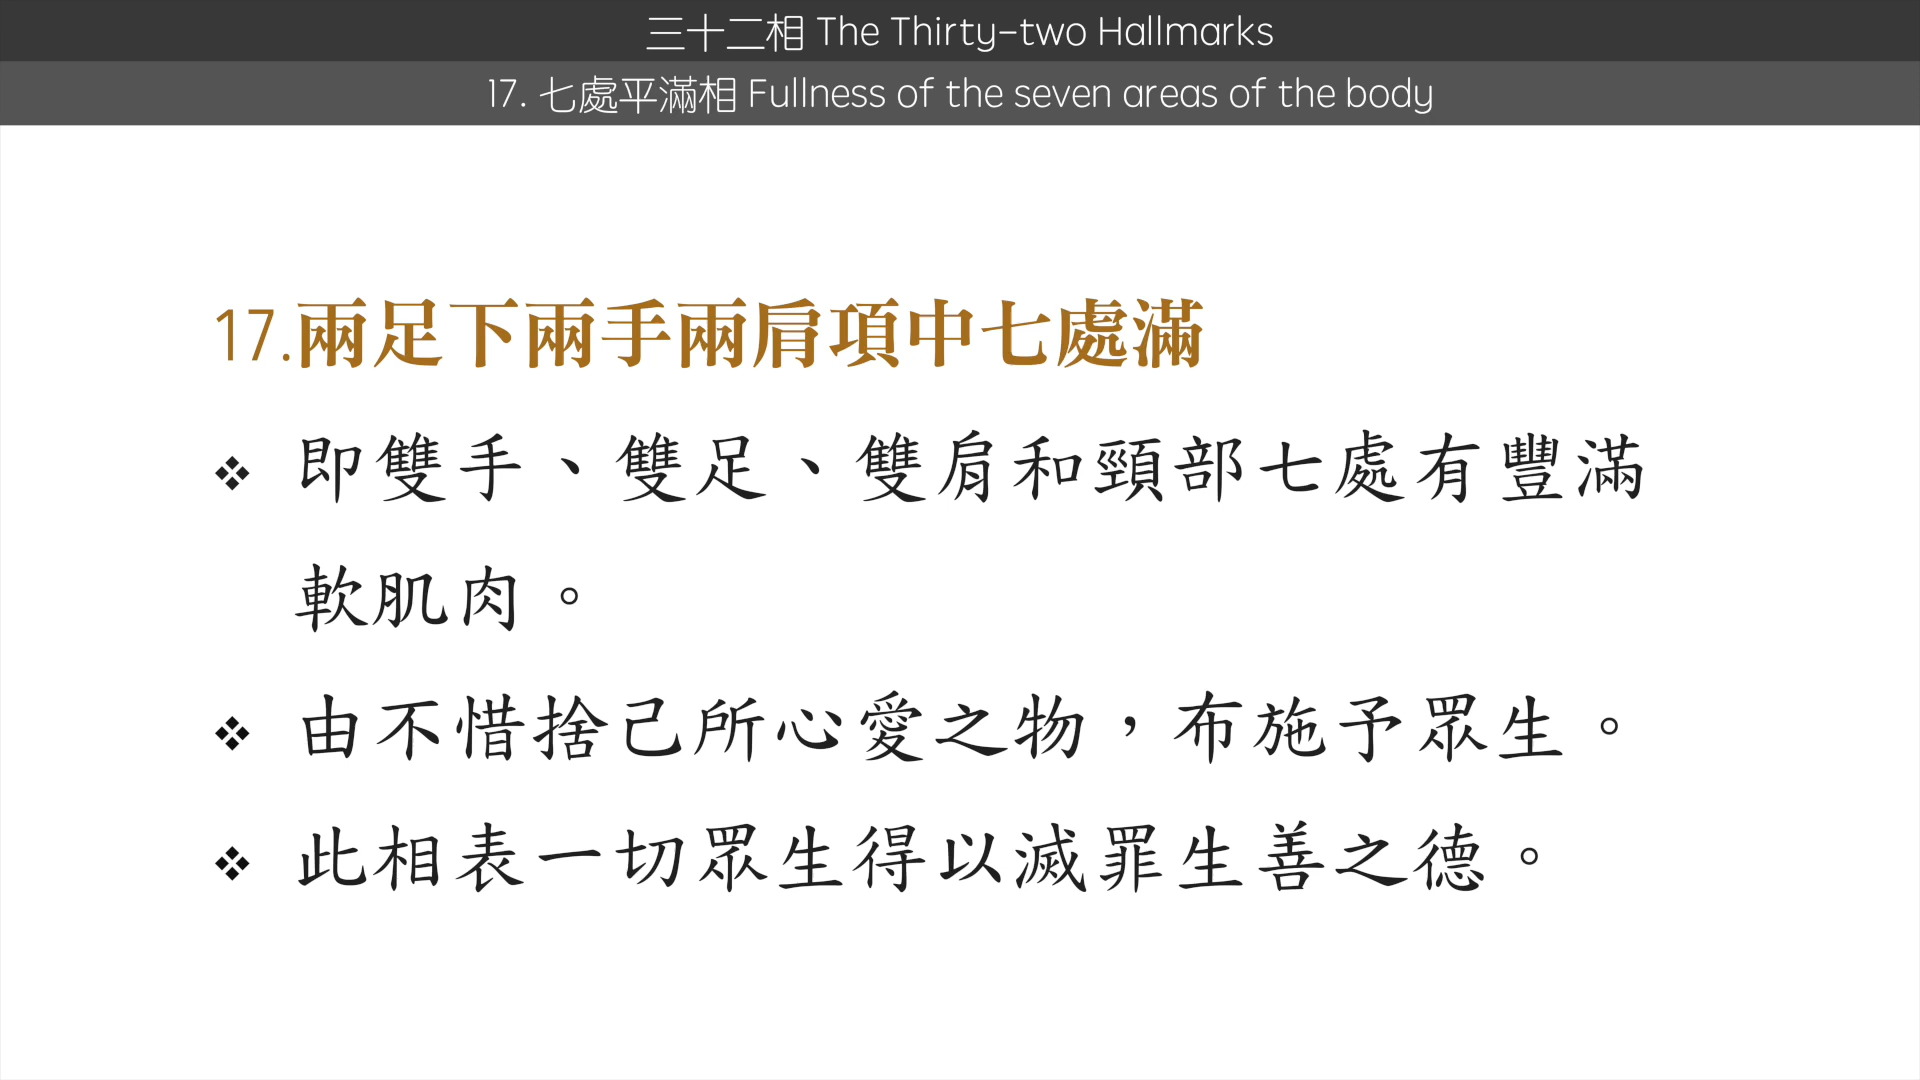 三十二相 The Thirty-two Hallmarks
17. 七處平滿相 Fullness of the seven areas of the body
17.兩足下兩手兩肩項中七處滿
❖ 即雙手、雙足、雙肩和頸部七處有豐滿
軟肌肉。
❖ 由不惜捨己所心愛之物，布施予眾生。
❖ 此相表一切眾生得以滅罪生善之德。